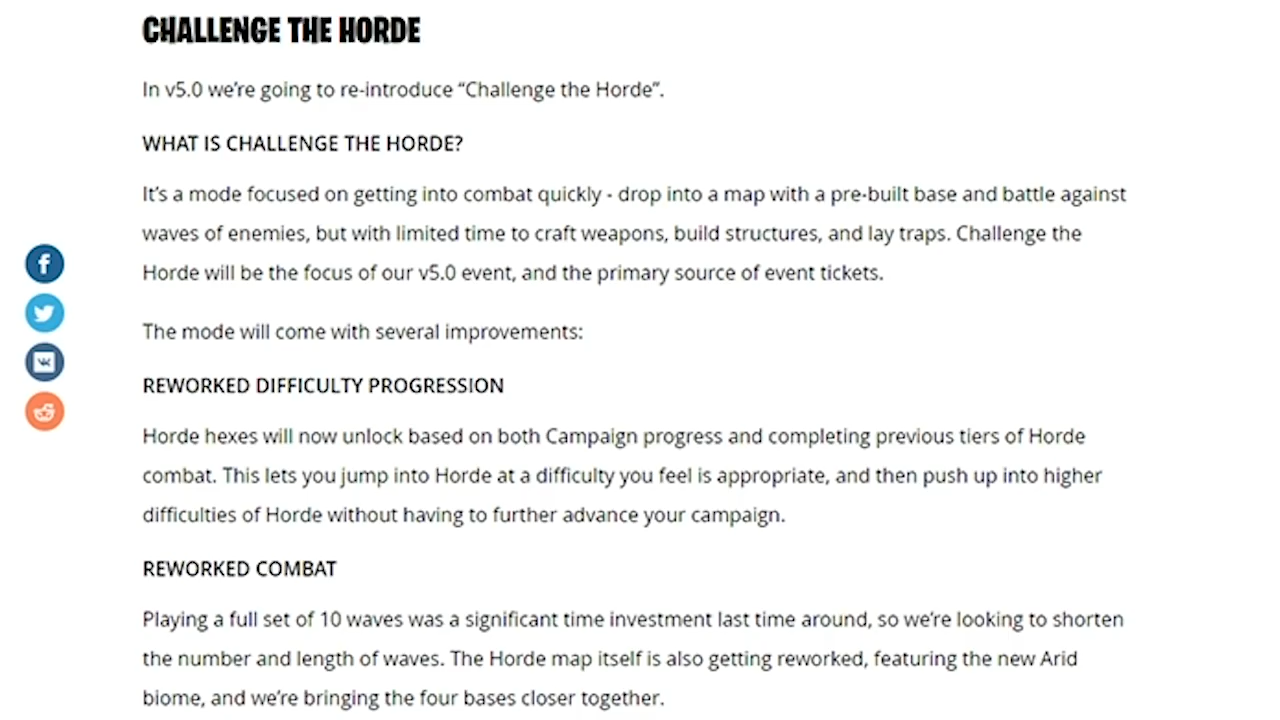 CHALLENGE THE HORDE
In v5.0 we're going to re-introduce “Challenge the Horde”.
WHAT IS CHALLENGE THE HORDE?
It's a mode focused on getting into combat quickly - drop into a map with a pre-built base and battle against
waves of enemies, but with limited time to craft weapons, build structures, and lay traps. Challenge the
Horde will be the focus of our v5.0 event, and the primary source of event tickets.
The mode will come with several improvements:
REWORKED DIFFICULTY PROGRESSION
Horde hexes will now unlock based on both Campaign progress and completing previous tiers of Horde
combat. This lets you jump into Horde at a difficulty you feel is appropriate, and then push up into higher
difficulties of Horde without having to further advance your campaign.
REWORKED COMBAT
Playing a full set of 10 waves was a significant time investment last time around, so we're looking to shorten
the number and length of waves. The Horde map itself is also getting reworked, featuring the new Arid
biome, and we're bringing the four bases closer together.